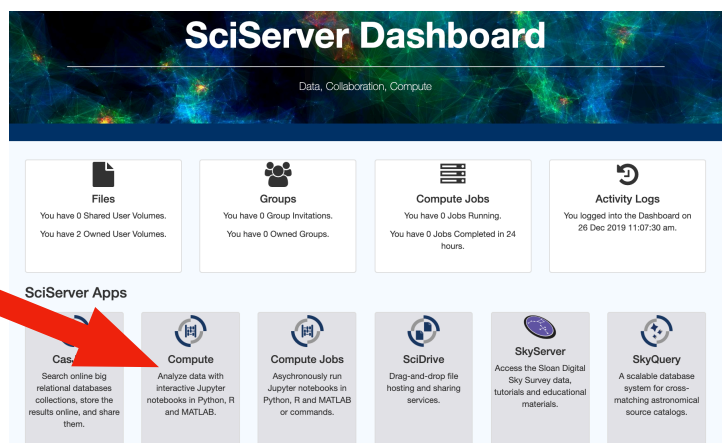 SciServer Dashboard
Data, Collaboration, Compute
Files
You have 0 Shared User Volumes.
You have 2 Owned User Volumes.
Groups
You have 0 Group Invitations.
You have 0 Owned Groups.
Compute Jobs
You have 0 Jobs Running.
You have 0 Jobs Completed in 24
hours.
Activity Logs
You logged into the Dashboard on
26 Dec 2019 11:07:30 am.
SciServer Apps
Search online big
relational databases
collections, store the
results online, and share
them.
Compute
Analyze data with
interactive Jupyter
notebooks in Python, R
and MATLAB.
Compute Jobs
Asychronously run
Jupyter notebooks in
Python, R and MATLAB
or commands.
SciDrive
Drag-and-drop file
hosting and sharing
services.
SkyServer
Access the Sloan Digital
Sky Survey data,
tutorials and educational
materials.
SkyQuery
A scalable database
system for cross-
matching astronomical
source catalogs.